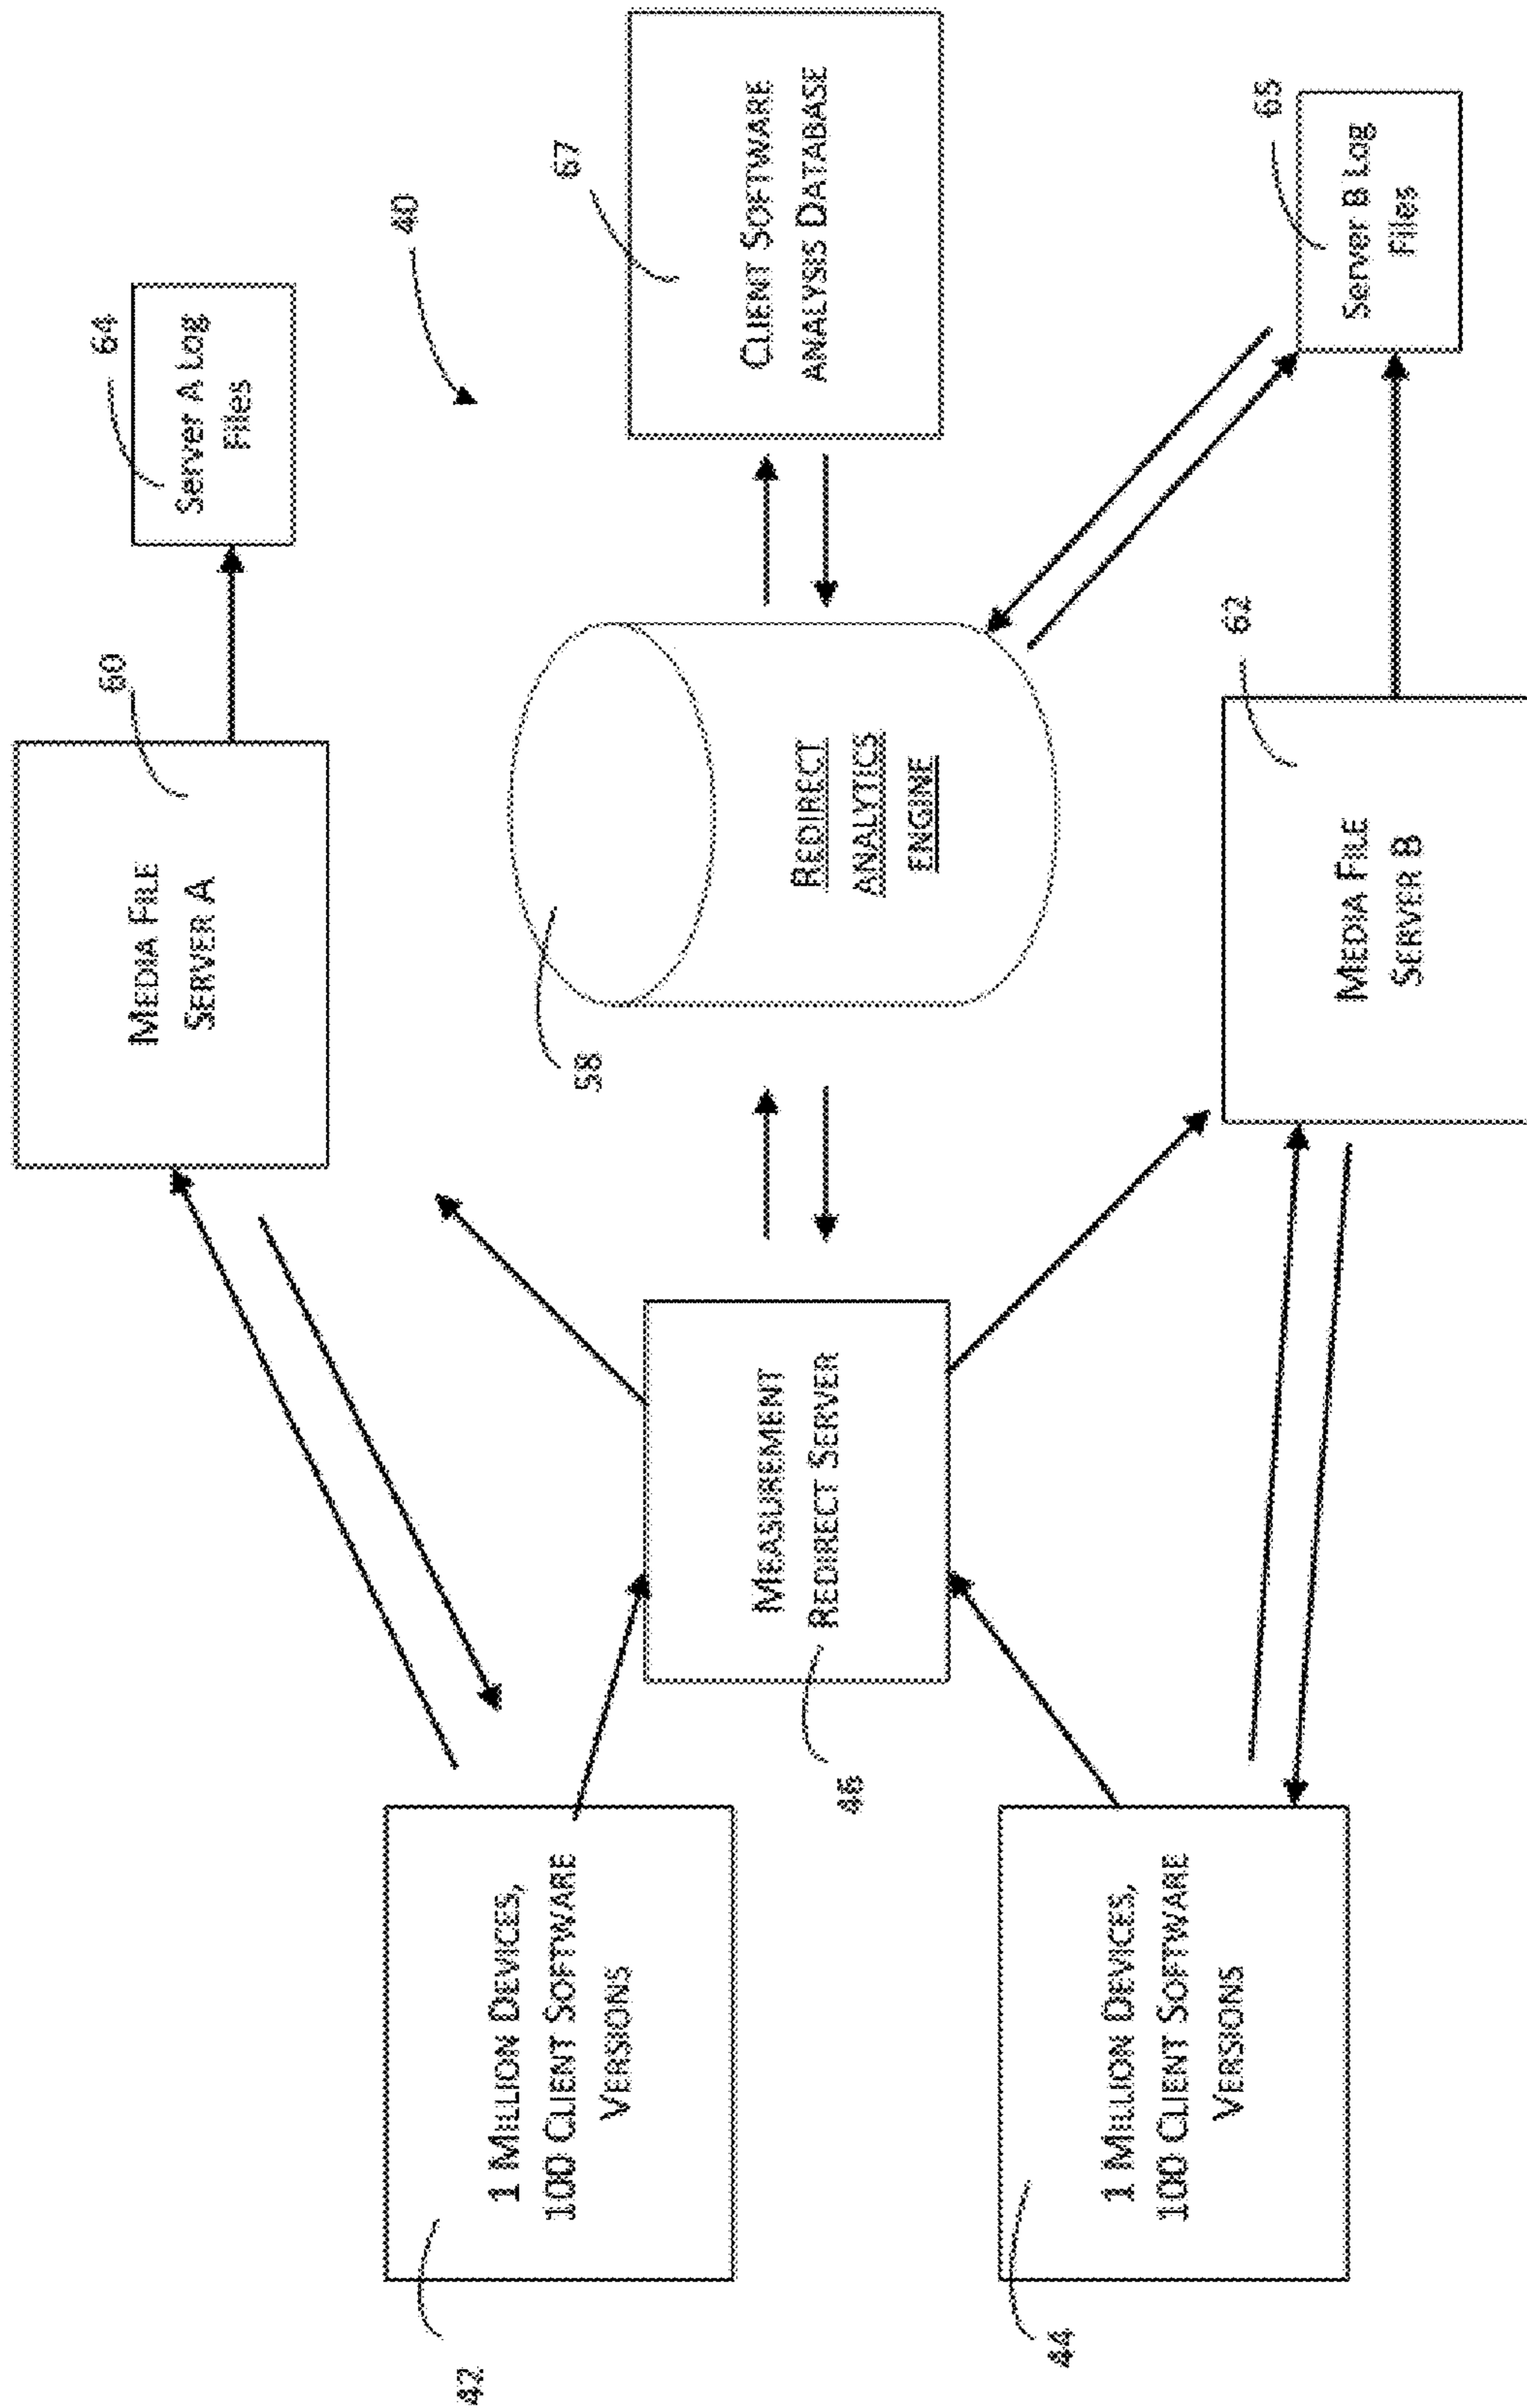 60
MEDIA FILE
SERVER A
64
Server A Log
Files
40
42
1 MILLION DEVICES,
100 CLIENT SOFTWARE
VERSIONS
46
MEASUREMENT
REDIRECT SERVER
58
REDIRECT
ANALYTICS
ENGINE
67
CLIENT SOFTWARE
ANALYSIS DATABASE
44
1 MILLION DEVICES,
100 CLIENT SOFTWARE
VERSIONS
62
MEDIA FILE
SERVER B
65
Server B Log
Files